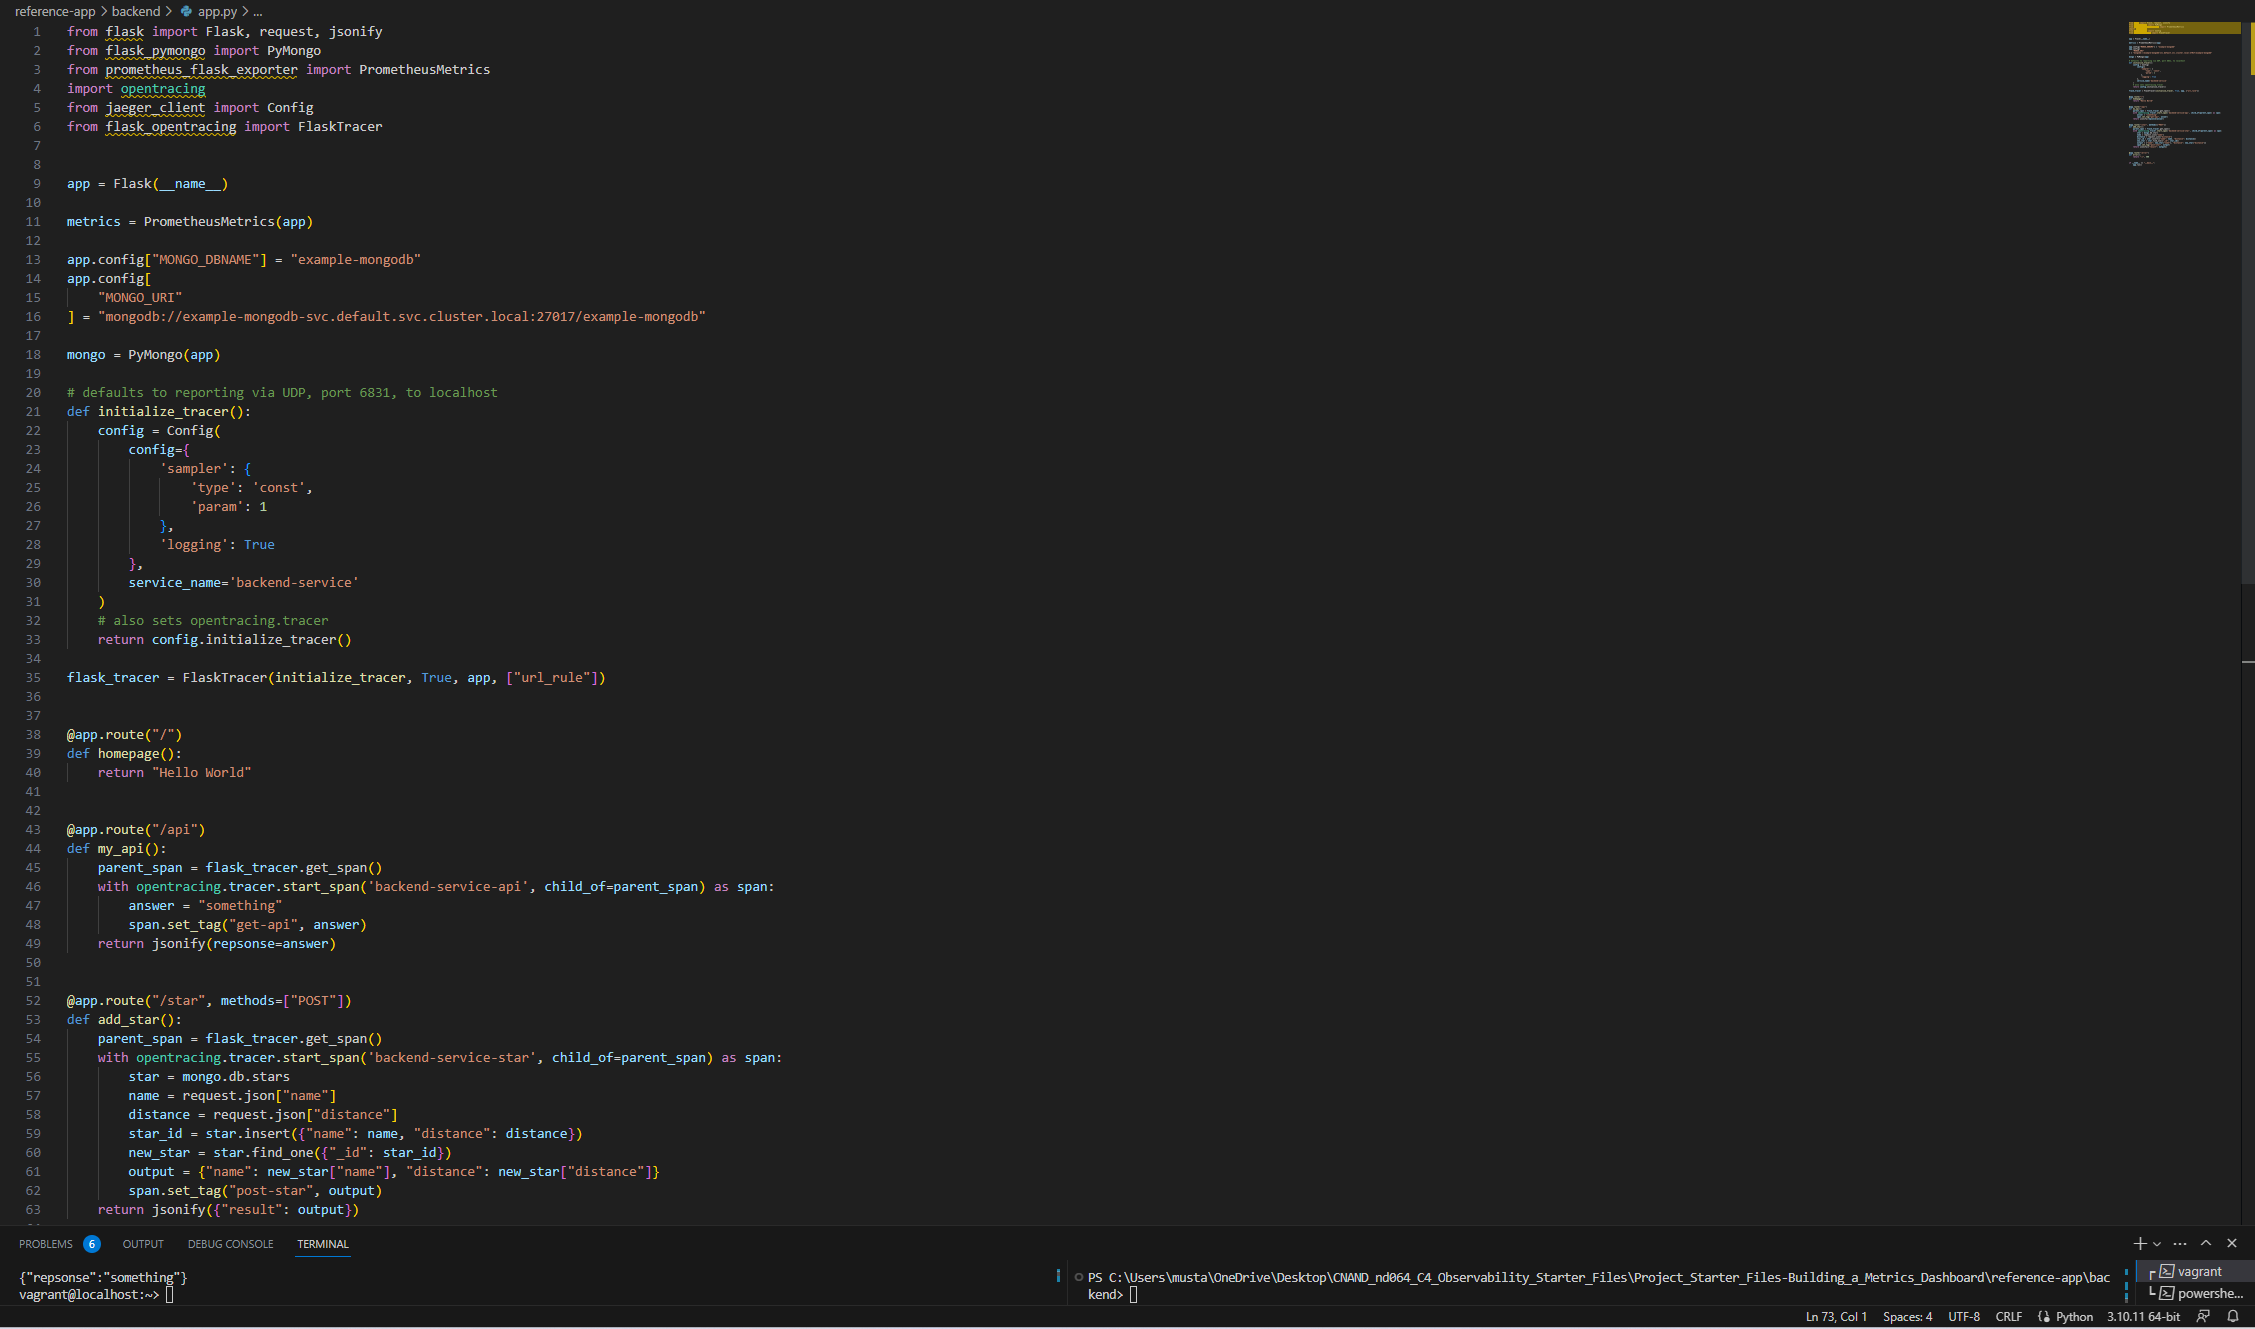 reference-app > backend > app.py > ...
1 from flask import Flask, request, jsonify
2 from flask_pymongo import PyMongo
3 from prometheus_flask_exporter import PrometheusMetrics
4 import opentracing
5 from jaeger_client import Config
6 from flask_opentracing import FlaskTracer
7
8
9 app = Flask(__name__)
10
11 metrics = PrometheusMetrics(app)
12
13 app.config["MONGO_DBNAME"] = "example-mongodb"
14 app.config[
15     "MONGO_URI"
16 ] = "mongodb://example-mongodb-svc.default.svc.cluster.local:27017/example-mongodb"
17
18 mongo = PyMongo(app)
19
20 # defaults to reporting via UDP, port 6831, to localhost
21 def initialize_tracer():
22     config = Config(
23         config={
24             'sampler': {
25                 'type': 'const',
26                 'param': 1
27             },
28             'logging': True
29         },
30         service_name='backend-service'
31     )
32     # also sets opentracing.tracer
33     return config.initialize_tracer()
34
35 flask_tracer = FlaskTracer(initialize_tracer, True, app, ["url_rule"])
36
37
38 @app.route("/")
39 def homepage():
40     return "Hello World"
41
42
43 @app.route("/api")
44 def my_api():
45     parent_span = flask_tracer.get_span()
46     with opentracing.tracer.start_span('backend-service-api', child_of=parent_span) as span:
47         answer = "something"
48         span.set_tag("get-api", answer)
49     return jsonify(repsonse=answer)
50
51
52 @app.route("/star", methods=["POST"])
53 def add_star():
54     parent_span = flask_tracer.get_span()
55     with opentracing.tracer.start_span('backend-service-star', child_of=parent_span) as span:
56         star = mongo.db.stars
57         name = request.json["name"]
58         distance = request.json["distance"]
59         star_id = star.insert({"name": name, "distance": distance})
60         new_star = star.find_one({"_id": star_id})
61         output = {"name": new_star["name"], "distance": new_star["distance"]}
62         span.set_tag("post-star", output)
63     return jsonify({"result": output})
PROBLEMS 6 OUTPUT DEBUG CONSOLE TERMINAL
{"repsonse":"something"}
vagrant@localhost:~>
PS C:\Users\musta\OneDrive\Desktop\CNAND_nd064_C4_Observability_Starter_Files\Project_Starter_Files-Building_a_Metrics_Dashboard\reference-app\bac
kend>
vagrant
powershe...
Ln 73, Col 1 Spaces: 4 UTF-8 CRLF Python 3.10.11 64-bit